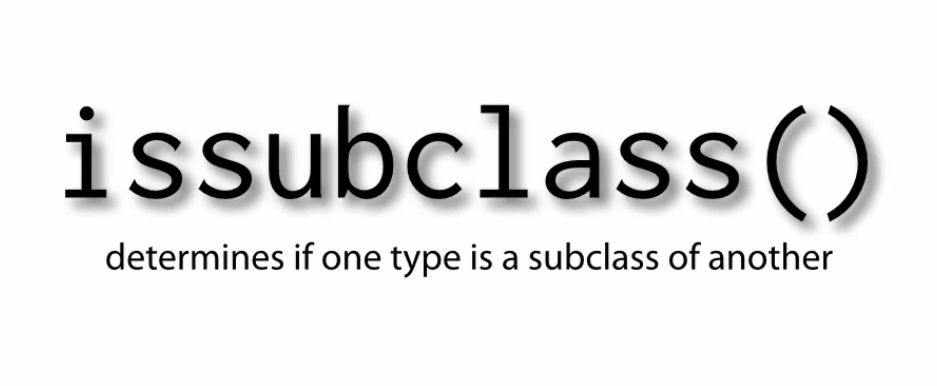 issubclass()
determines if one type is a subclass of another